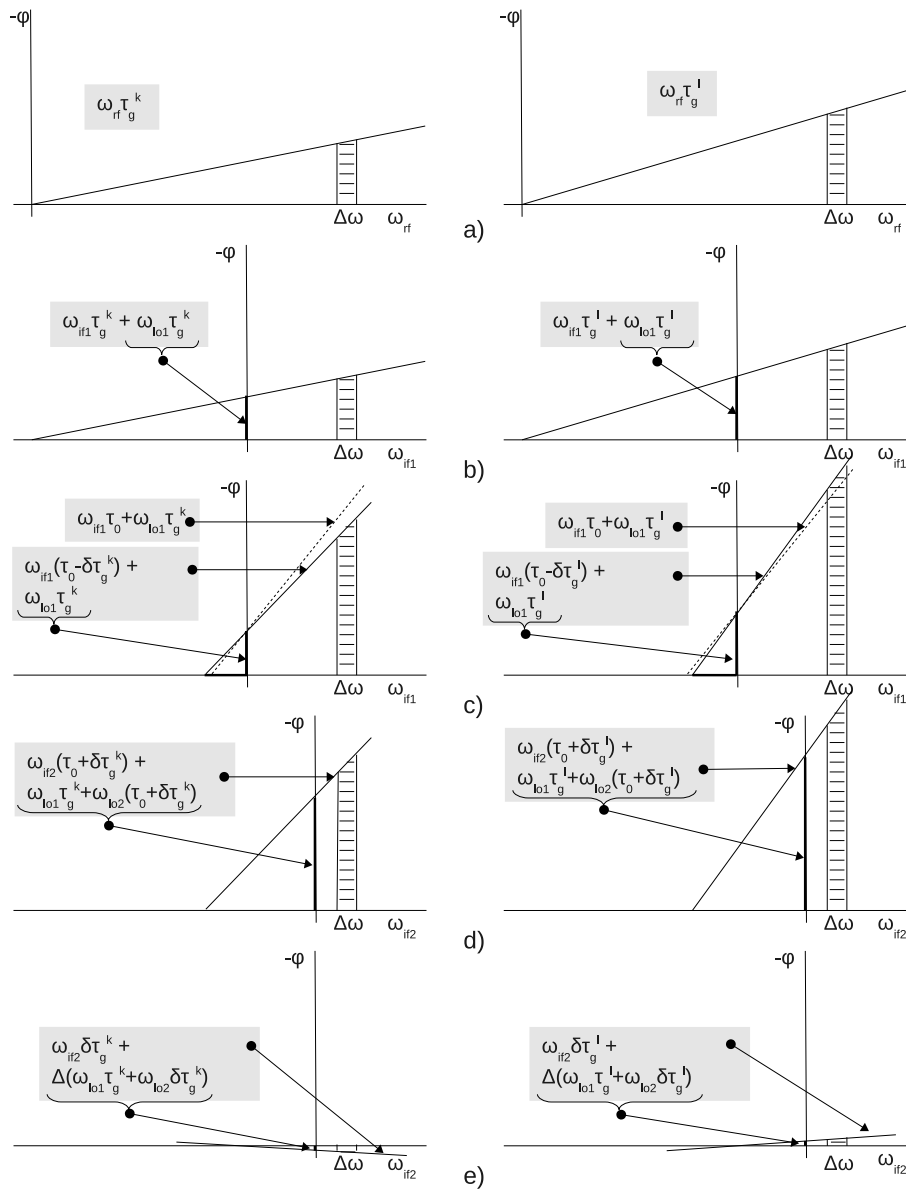 -φ
ω_rf τ_g^k
ω_rf τ_g^l
Δω ω_rf
Δω ω_rf
a)
-φ
-φ
ω_if1 τ_g^k + ω_lo1 τ_g^k
ω_if1 τ_g^l + ω_lo1 τ_g^l
Δω ω_if1
Δω ω_if1
b)
-φ
-φ
ω_if1 τ_0+ω_lo1 τ_g^k
ω_if1 τ_0+ω_lo1 τ_g^l
ω_if1(τ_0-δτ_g^k) +
ω_lo1 τ_g^k
ω_if1(τ_0-δτ_g^l) +
ω_lo1 τ_g^l
Δω ω_if1
Δω ω_if1
c)
-φ
-φ
ω_if2(τ_0+δτ_g^k) +
ω_lo1 τ_g^k+ω_lo2(τ_0+δτ_g^k)
ω_if2(τ_0+δτ_g^l) +
ω_lo1 τ_g^l+ω_lo2(τ_0+δτ_g^l)
Δω ω_if2
Δω ω_if2
d)
-φ
-φ
ω_if2 δτ_g^k +
Δ(ω_lo1 τ_g^k+ω_lo2 δτ_g^k)
ω_if2 δτ_g^l +
Δ(ω_lo1 τ_g^l+ω_lo2 δτ_g^l)
Δω ω_if2
Δω ω_if2
e)